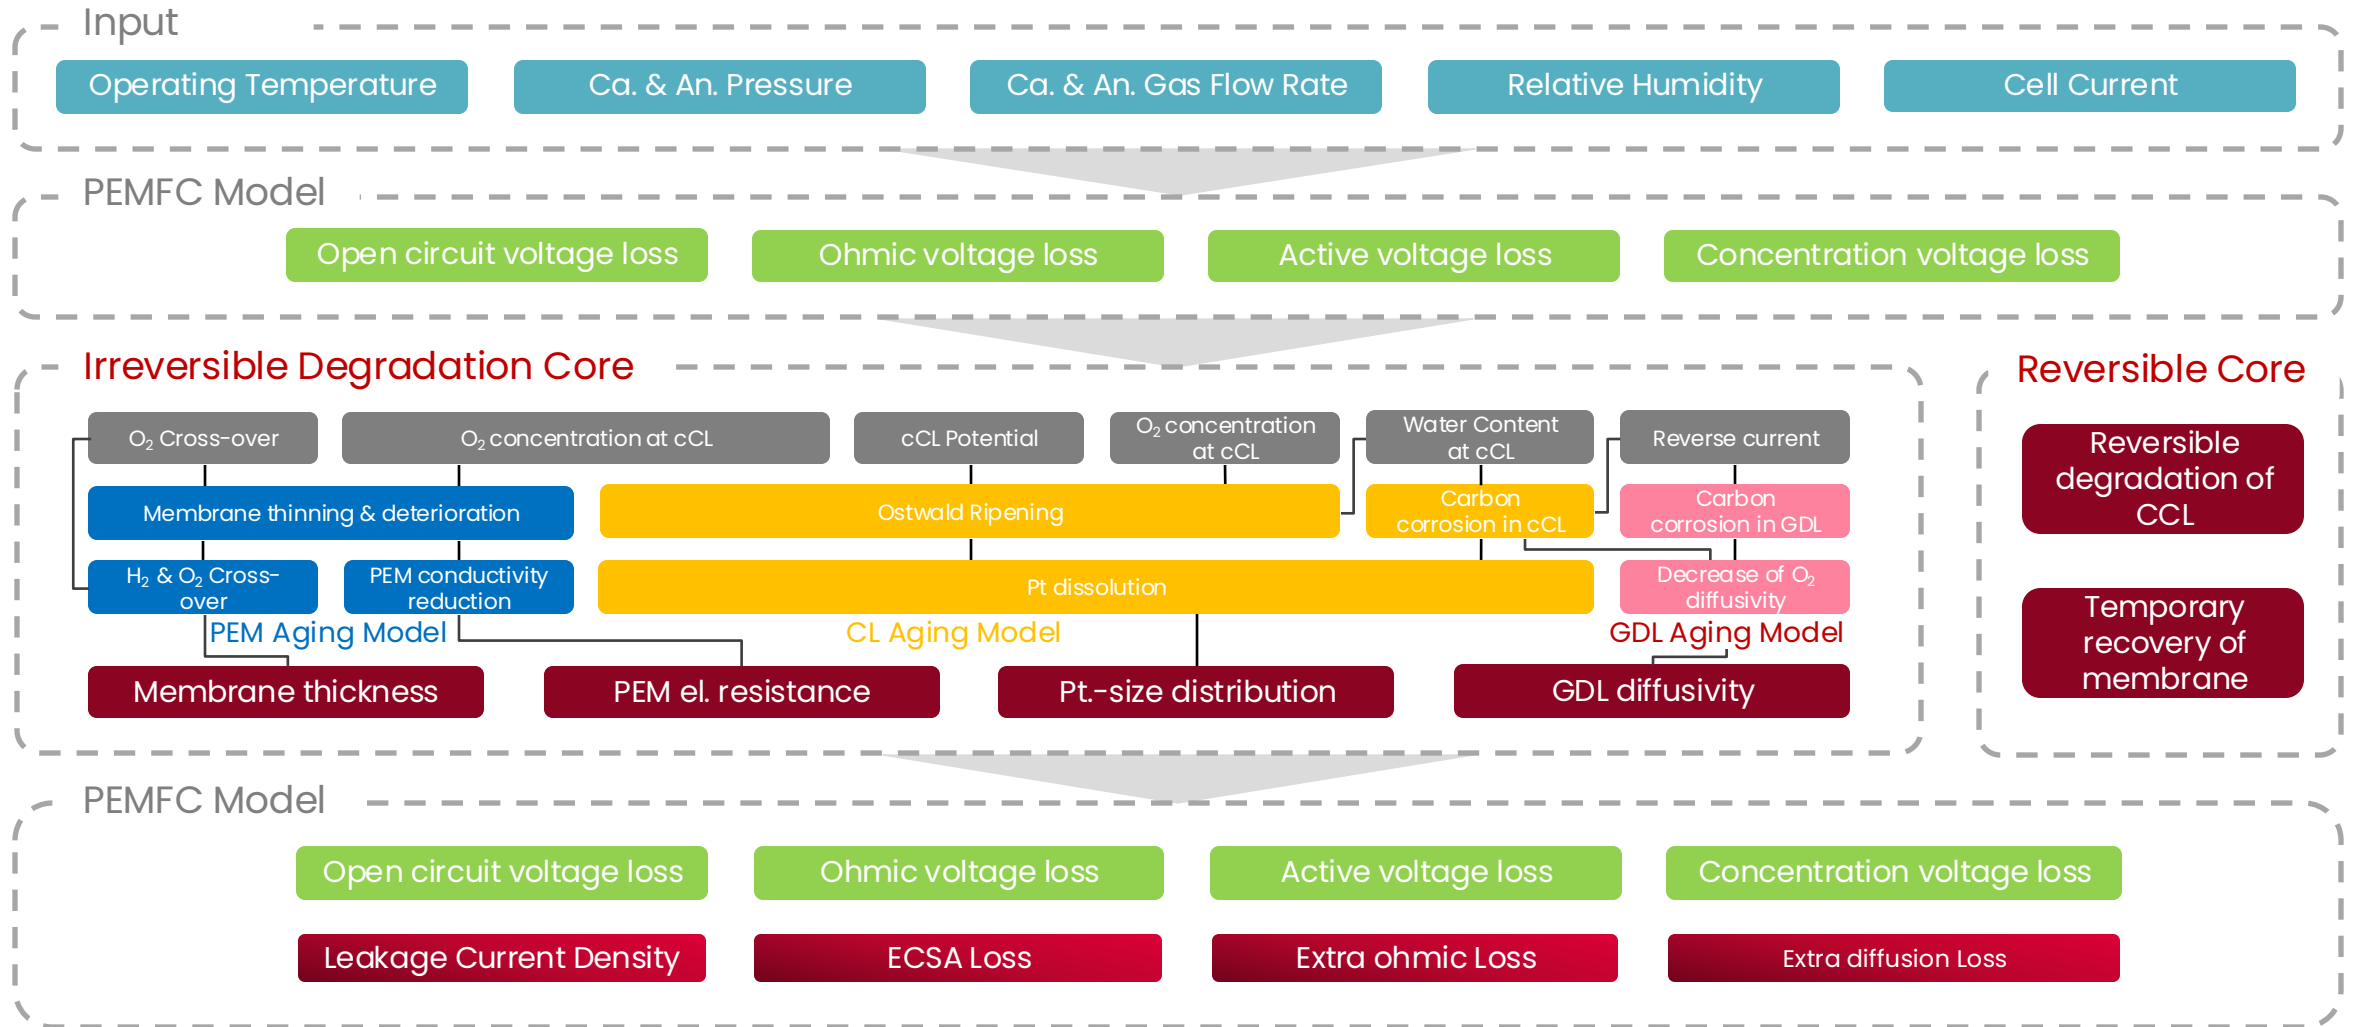 Input
Operating Temperature
Ca. & An. Pressure
Ca. & An. Gas Flow Rate
Relative Humidity
Cell Current
PEMFC Model
Open circuit voltage loss
Ohmic voltage loss
Active voltage loss
Concentration voltage loss
Irreversible Degradation Core
O₂ Cross-over
O₂ concentration at cCL
cCL Potential
O₂ concentration
at cCL
Water Content
at cCL
Reverse current
Membrane thinning & deterioration
Ostwald Ripening
Carbon
corrosion in cCL
Carbon
corrosion in GDL
H₂ & O₂ Cross-
over
PEM conductivity
reduction
Pt dissolution
Decrease of O₂
diffusivity
PEM Aging Model
CL Aging Model
GDL Aging Model
Membrane thickness
PEM el. resistance
Pt.-size distribution
GDL diffusivity
Reversible Core
Reversible
degradation of
CCL
Temporary
recovery of
membrane
PEMFC Model
Open circuit voltage loss
Ohmic voltage loss
Active voltage loss
Concentration voltage loss
Leakage Current Density
ECSA Loss
Extra ohmic Loss
Extra diffusion Loss